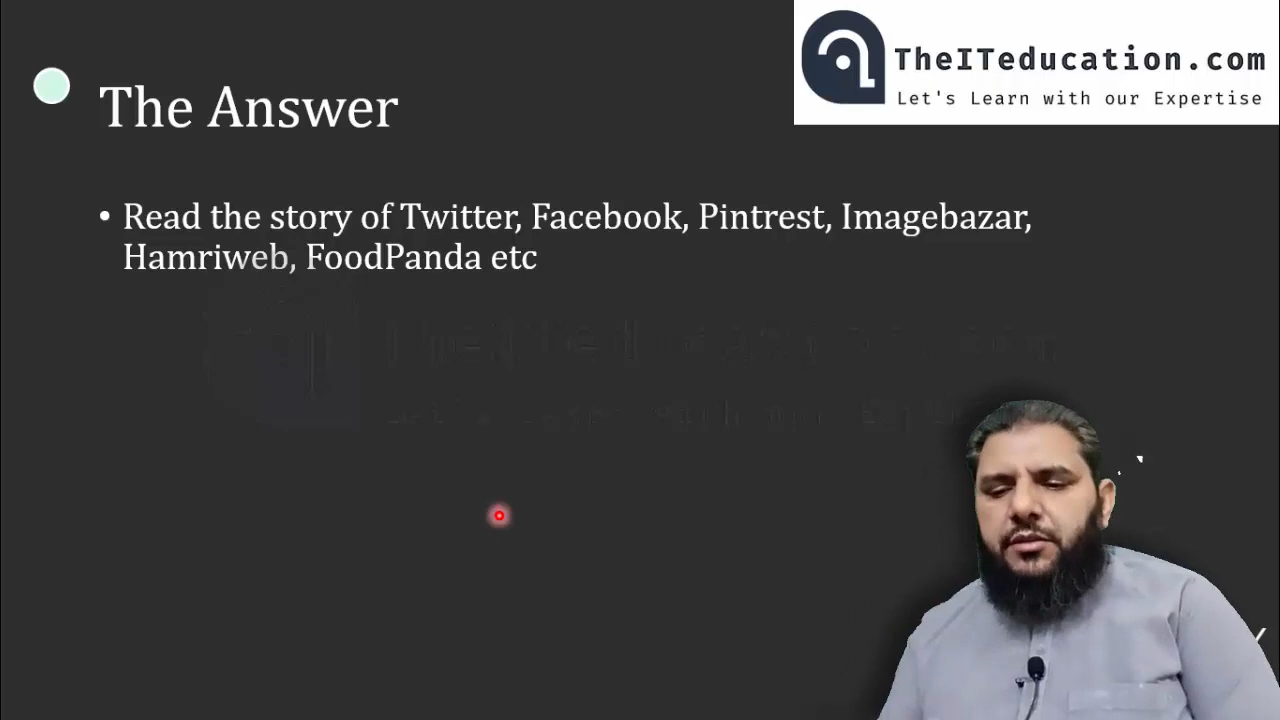 TheITeducation.com
Let's Learn with our Expertise
The Answer
• Read the story of Twitter, Facebook, Pintrest, Imagebazar,
Hamriweb, FoodPanda etc